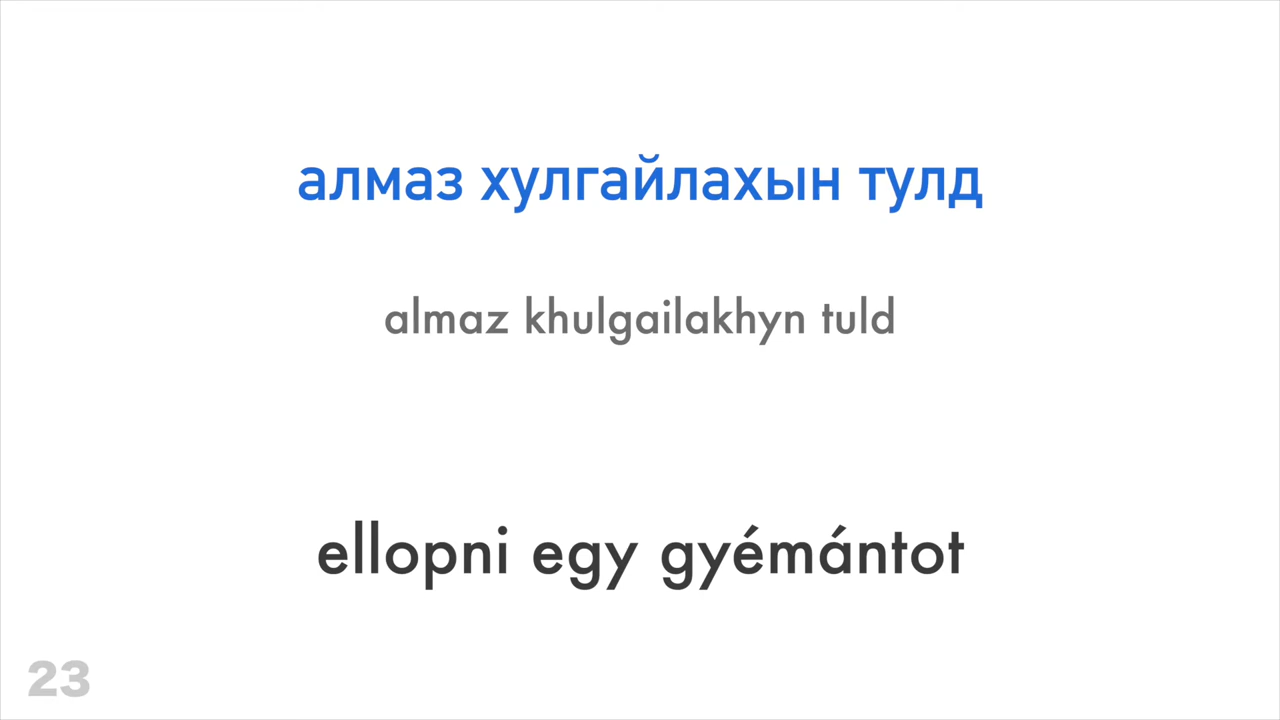 алмаз хулгайлахын тулд
almaz khulgailakhyn tuld
ellopni egy gyémántot
23